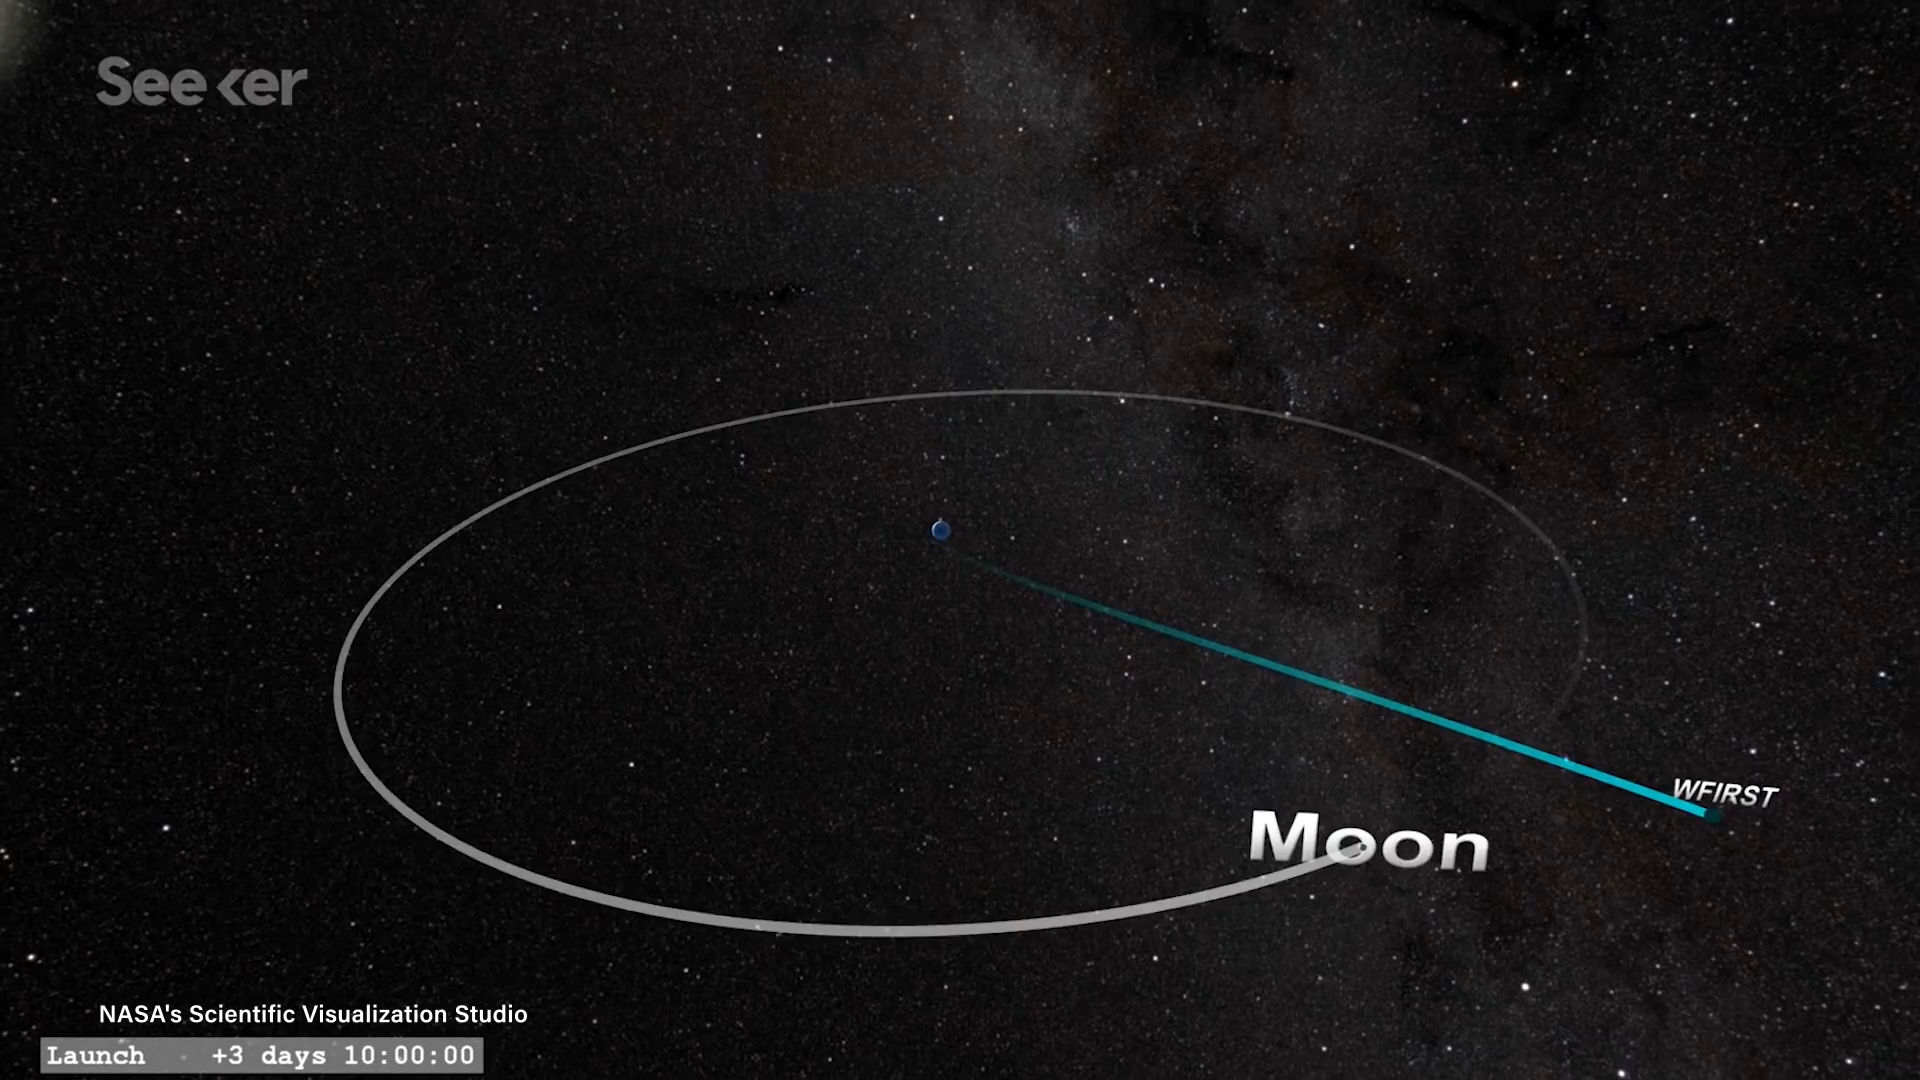 Seeker
WFIRST
Moon
NASA's Scientific Visualization Studio
Launch +3 days 10:00:00